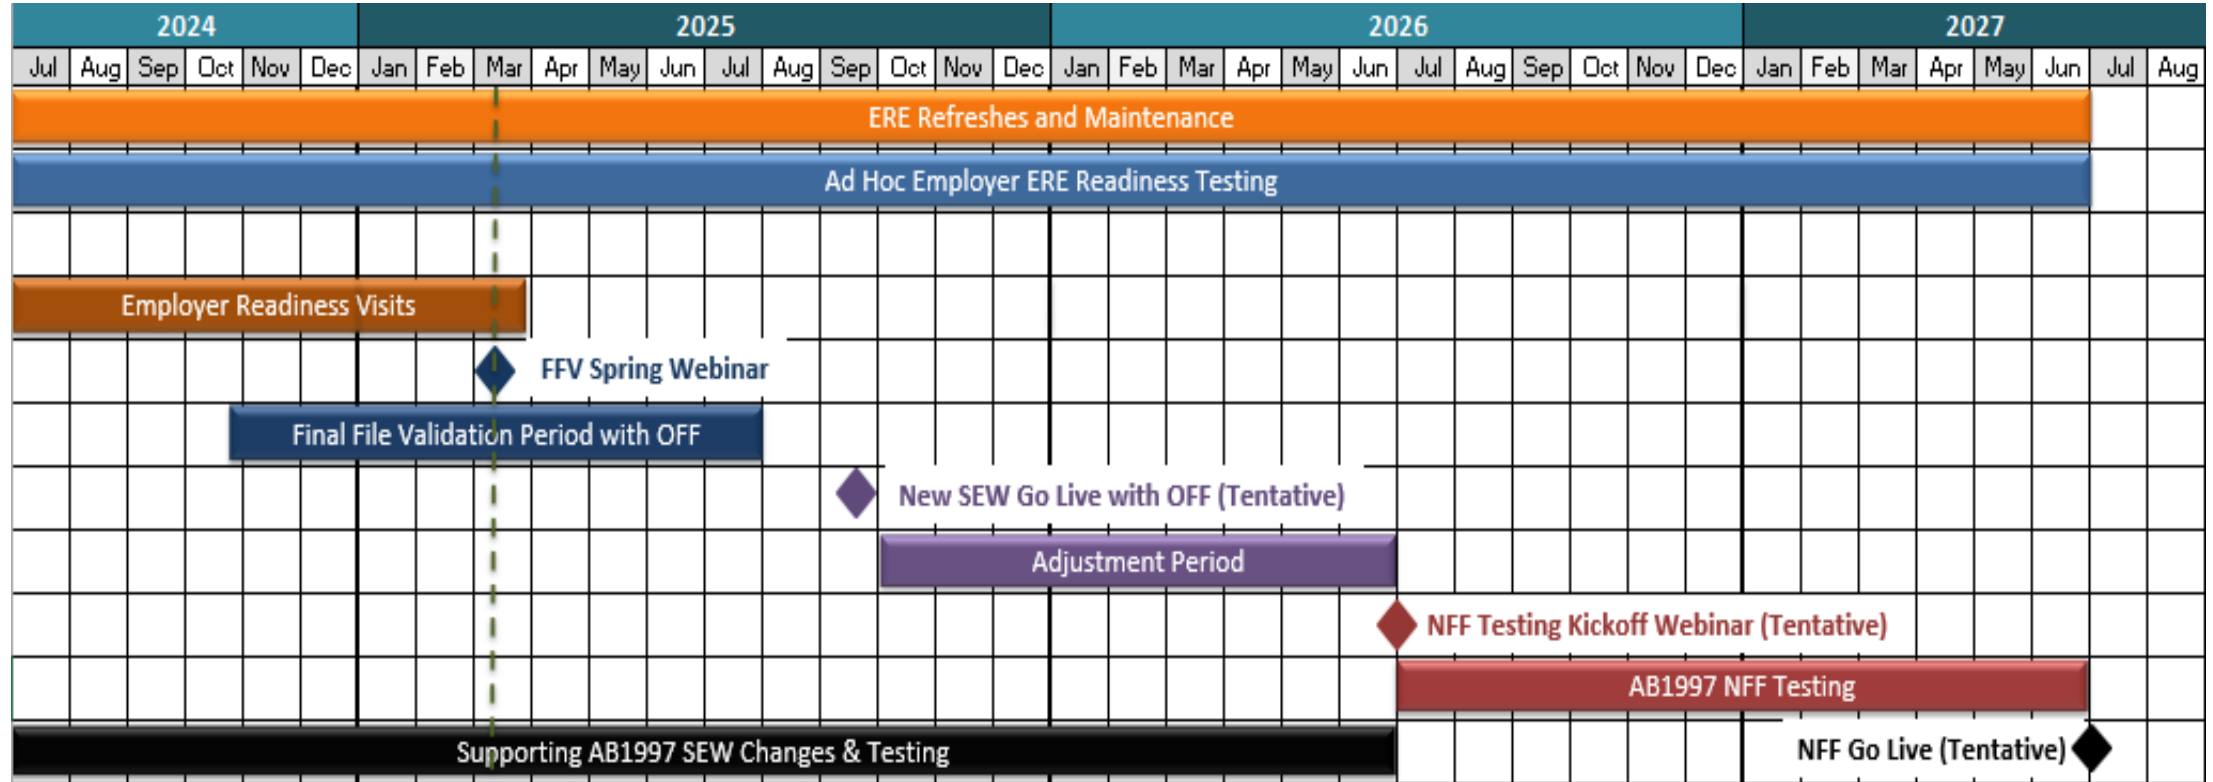 2024 2025 2026 2027
Jul Aug Sep Oct Nov Dec Jan Feb Mar Apr May Jun Jul Aug Sep Oct Nov Dec Jan Feb Mar Apr May Jun Jul Aug Sep Oct Nov Dec Jan Feb Mar Apr May Jun Jul Aug
ERE Refreshes and Maintenance
Ad Hoc Employer ERE Readiness Testing
Employer Readiness Visits
FFV Spring Webinar
Final File Validation Period with OFF
New SEW Go Live with OFF (Tentative)
Adjustment Period
NFF Testing Kickoff Webinar (Tentative)
AB1997 NFF Testing
Supporting AB1997 SEW Changes & Testing
NFF Go Live (Tentative)